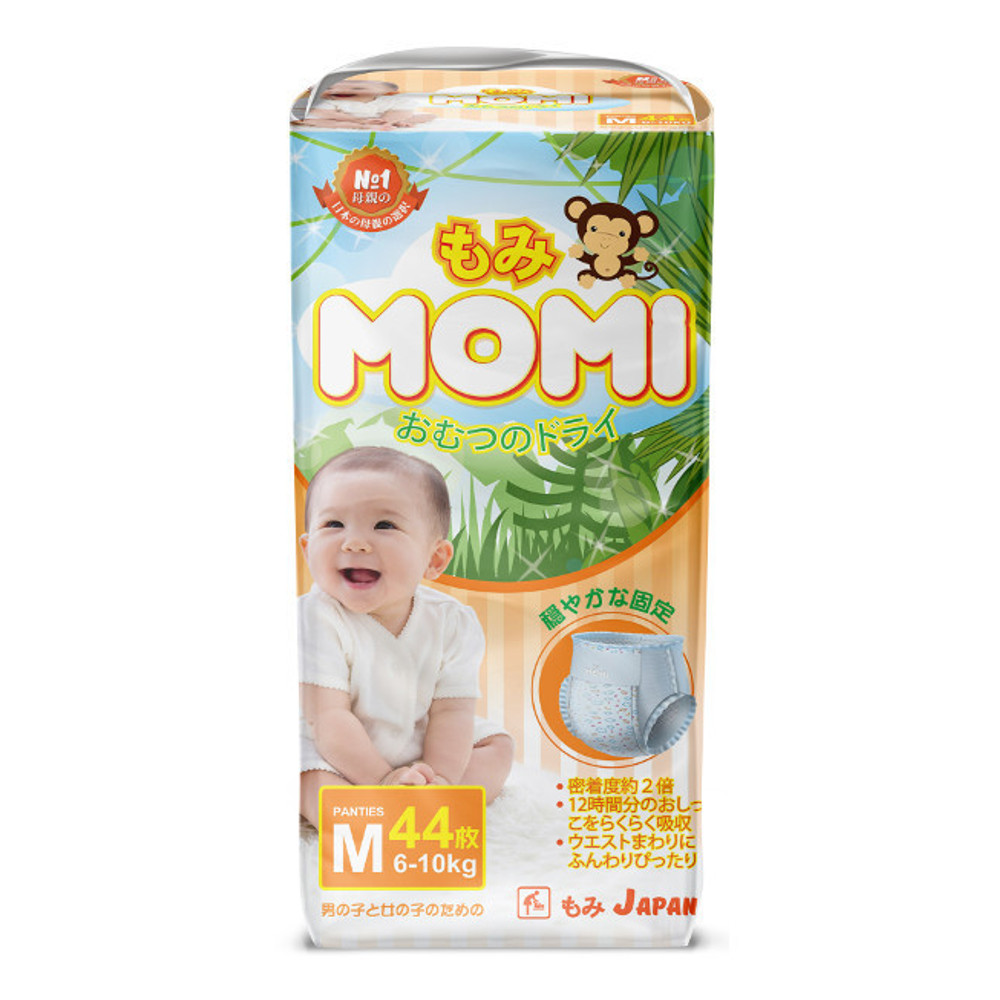 MOMI
M 44
№1
母親の
日本の母親の選択
もみ
MOMI
おむつのドライ
穏やかな固定
・密着度約2倍
・12時間分のおしっ
こをらくらく吸収
・ウエストまわりに
ふんわりぴったり
PANTIES
M 44枚
6-10kg
男の子と女の子のための
もみ JAPAN